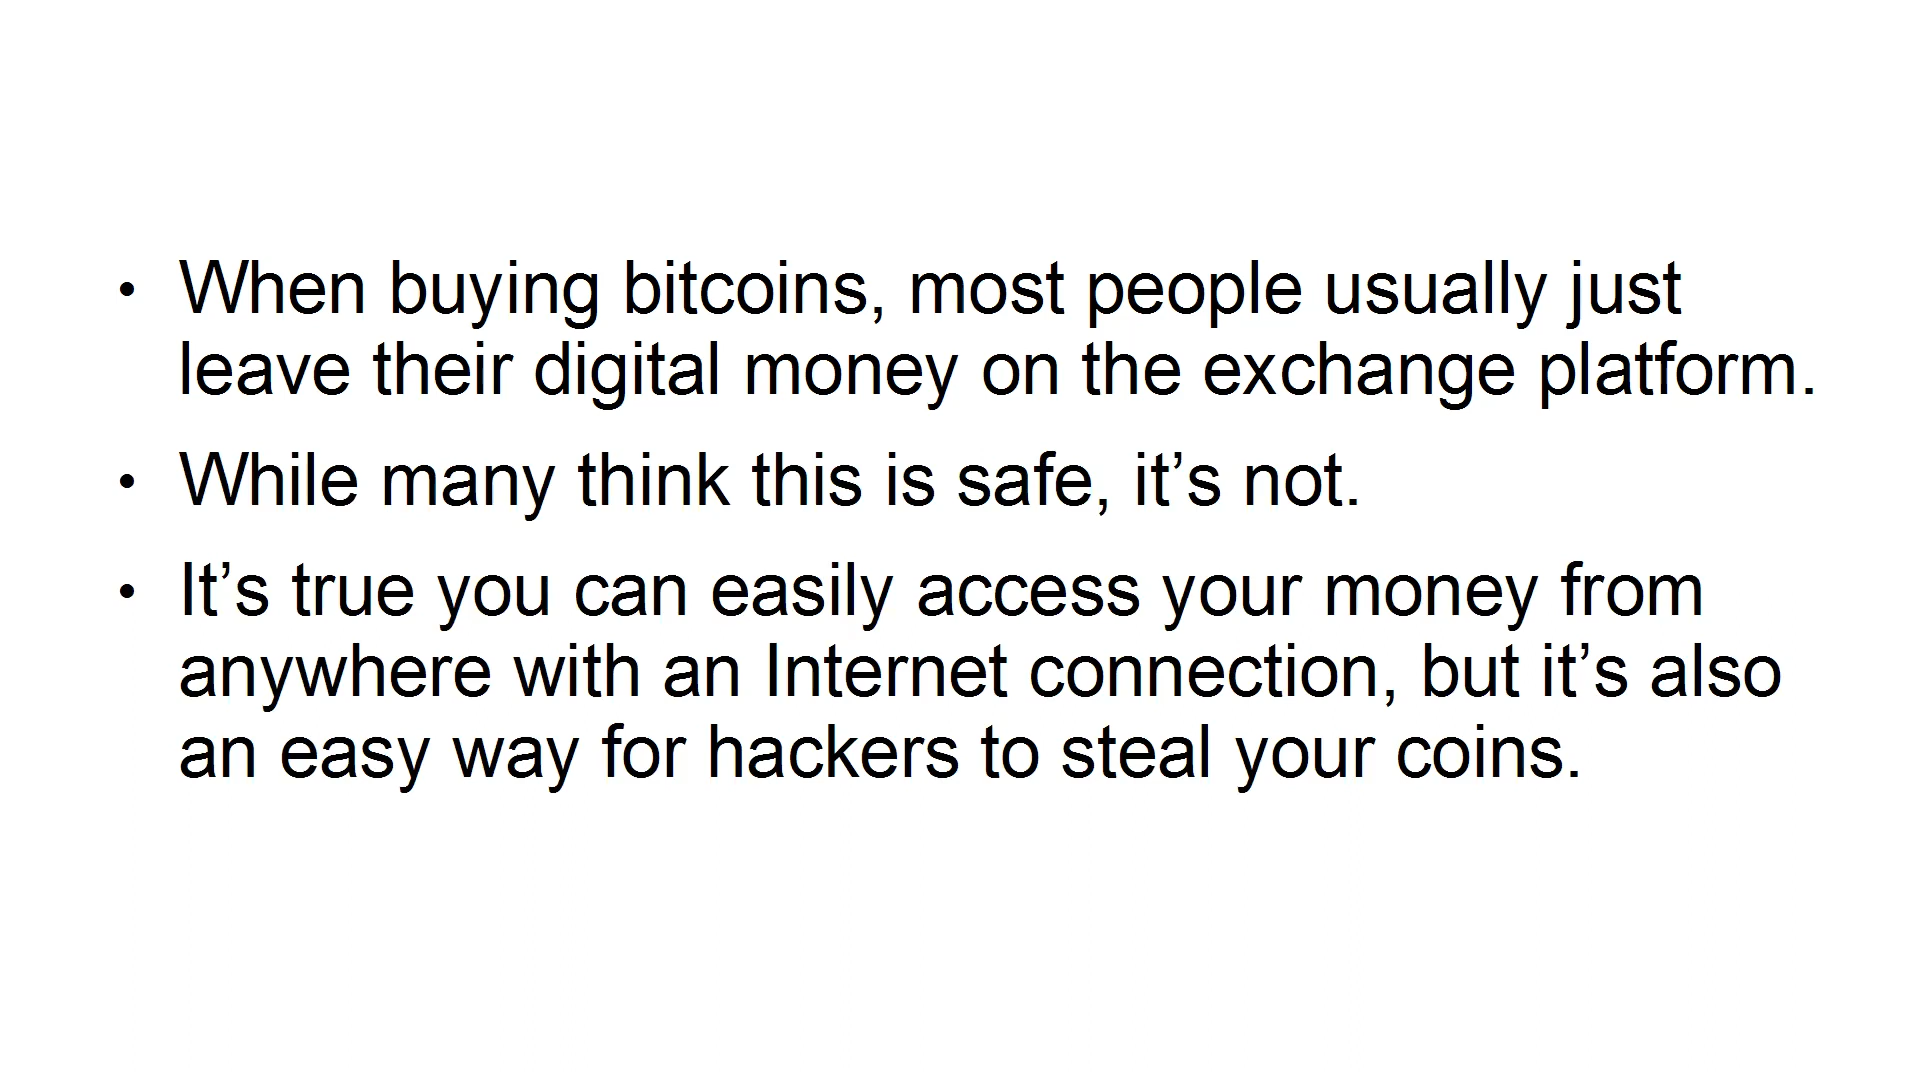 • When buying bitcoins, most people usually just
leave their digital money on the exchange platform.
• While many think this is safe, it’s not.
• It’s true you can easily access your money from
anywhere with an Internet connection, but it’s also
an easy way for hackers to steal your coins.